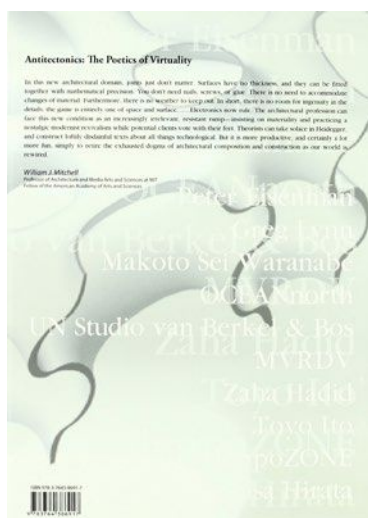 Antitectonics: The Poetics of Virtuality
In this new architectural domain, joints just don't matter. Surfaces have no thickness, and they can be fitted
together with mathematical precision. You don't need nails, screws, or glue. There is no need to accommodate
changes of material. Furthermore, there is no weather to keep out. In short, there is no room for ingenuity in the
details, the game is entirely one of space and surface. ... Electronics now rule. The architectural profession can
face this new condition as an increasingly irrelevant, resistant rump—insisting on materiality and practicing a
nostalgic modernist revivalism while potential clients vote with their feet. Theorists can take solace in Heidegger,
and construct loftily disdainful texts about all things technological. But it is more productive, and certainly a lot
more fun, simply to retire the exhausted dogma of architectural composition and construction as our world is
rewired.
William J. Mitchell
Professor of Architecture and Media Arts and Sciences at MIT
Fellow of the American Academy of Arts and Sciences
Peter Eisenman
Greg Lynn
Makoto Sei Watanabe
OCEANnorth
UN Studio van Berkel & Bos
MVRDV
Zaha Hadid
Toyo Ito